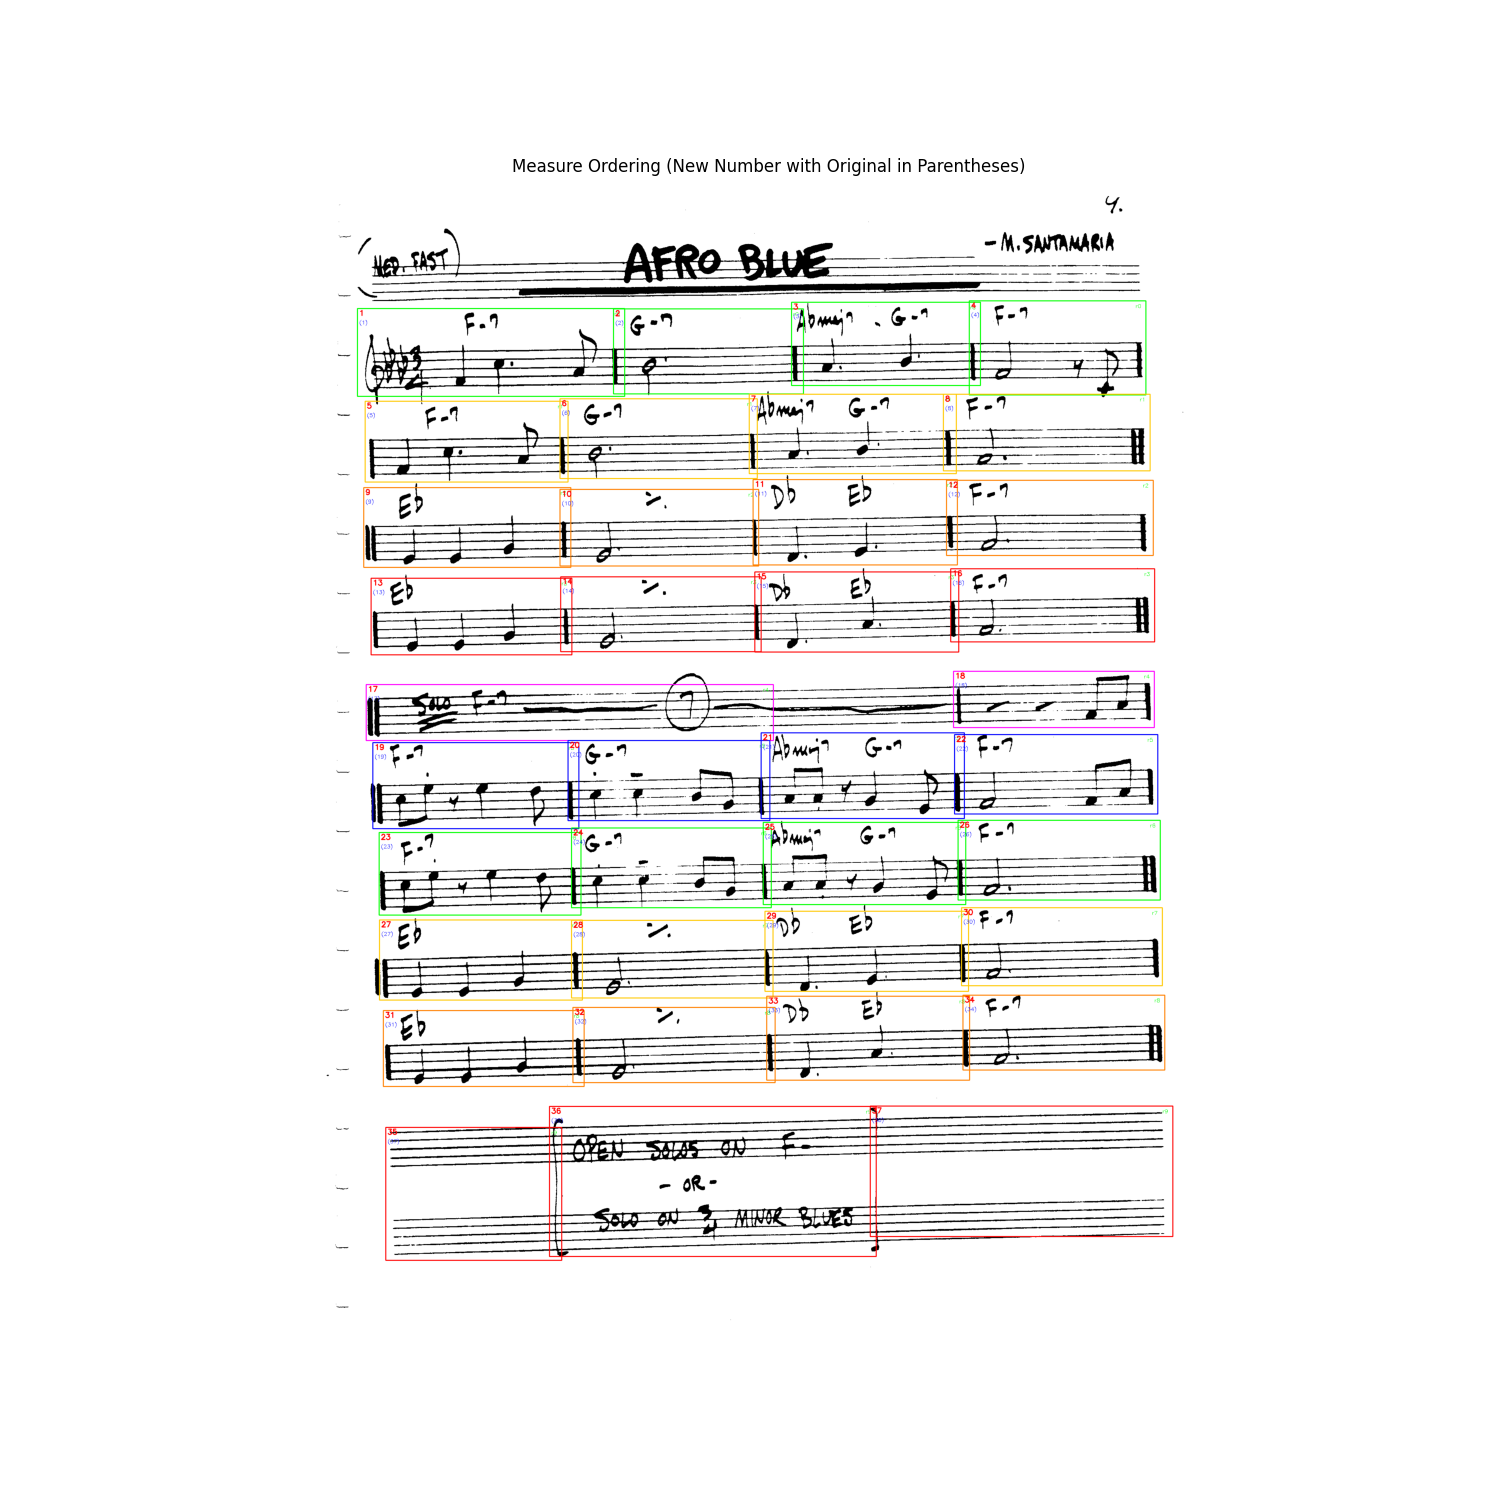 Measure Ordering (New Number with Original in Parentheses)
4.
(MED. FAST)
AFRO BLUE
- M. SANTAMARIA
1 (1) F-7 2 (2) G-7 3 Abmaj7 G-7 4 (4) F-7
3
4
5 (5) F-7 6 (6) G-7 7 Abmaj7 G-7 8 (8) F-7
9 (9) Eb 10 (10) 11 (11) Db Eb 12 (12) F-7
13 (13) Eb 14 (14) 15 (15) Db Eb 16 (16) F-7
17 SOLO F-7 7 18 (18)
19 (19) F-7 20 (20) G-7 21 (21) Abmaj7 G-7 22 (22) F-7
23 (23) F-7 24 (24) G-7 25 Abmaj7 G-7 26 (26) F-7
27 (27) Eb 28 (28) 29 (29) Db Eb 30 (30) F-7
31 (31) Eb 32 (32) 33 (33) Db Eb 34 (34) F-7
35 36 37
OPEN SOLOS ON F-
- OR -
SOLO ON 3/4 MINOR BLUES